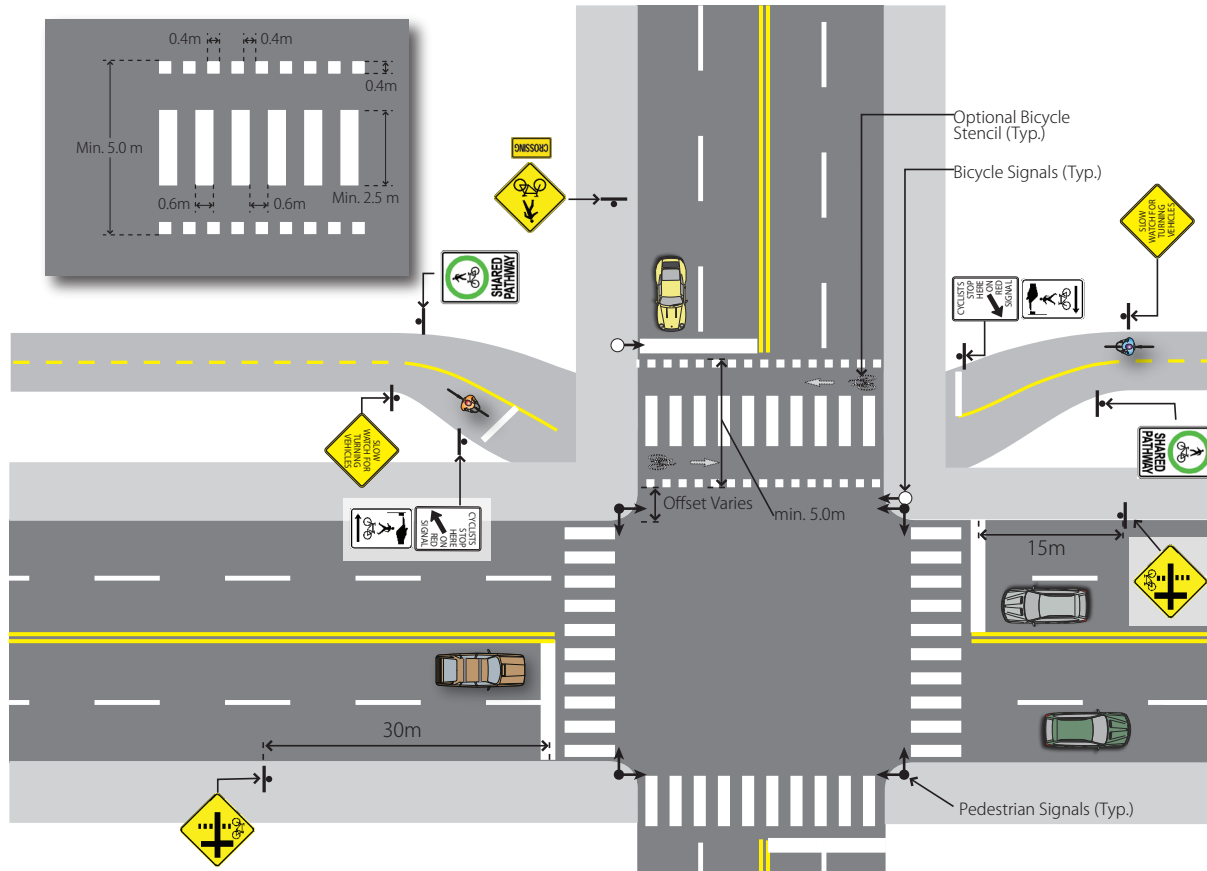 0.4m
0.4m
0.4m
Min. 5.0 m
Min. 2.5 m
0.6m
0.6m
CROSSING
Optional Bicycle
Stencil (Typ.)
Bicycle Signals (Typ.)
SHARED
PATHWAY
SLOW
WATCH FOR
TURNING
VEHICLES
CYCLISTS
STOP
HERE ON
RED
SIGNAL
SLOW
WATCH FOR
TURNING
VEHICLES
SHARED
PATHWAY
CYCLISTS
STOP
HERE ON
RED
SIGNAL
Offset Varies
min. 5.0m
15m
30m
Pedestrian Signals (Typ.)